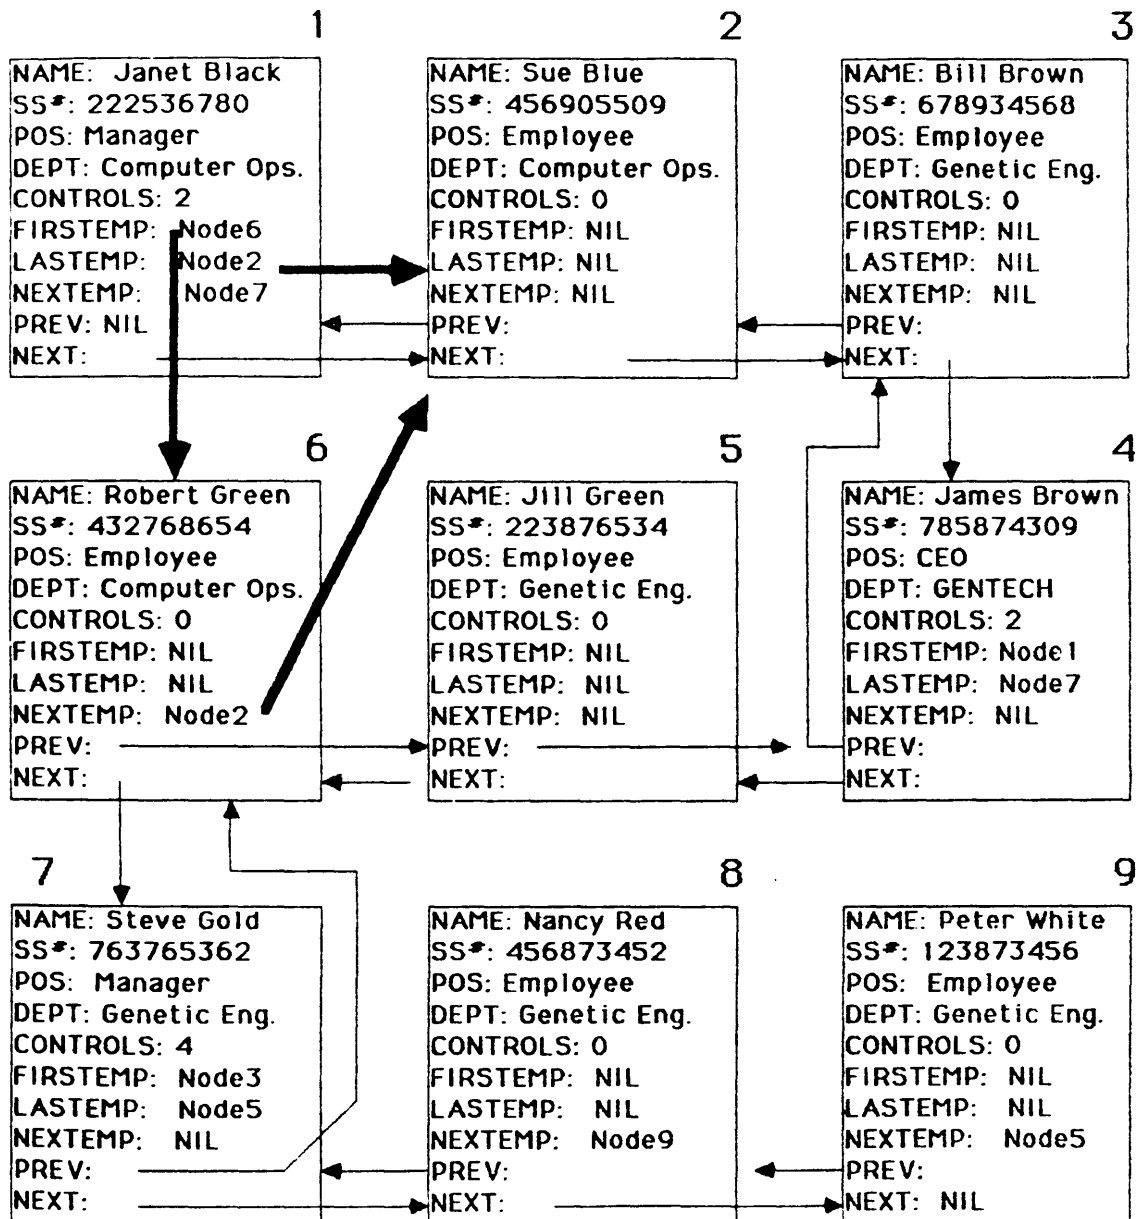 1
NAME: Janet Black
SS#: 222536780
POS: Manager
DEPT: Computer Ops.
CONTROLS: 2
FIRSTEMP: Node6
LASTEMP: Node2
NEXTEMP: Node7
PREV: NIL
NEXT:
2
NAME: Sue Blue
SS#: 456905509
POS: Employee
DEPT: Computer Ops.
CONTROLS: 0
FIRSTEMP: NIL
LASTEMP: NIL
NEXTEMP: NIL
PREV:
NEXT:
3
NAME: Bill Brown
SS#: 678934568
POS: Employee
DEPT: Genetic Eng.
CONTROLS: 0
FIRSTEMP: NIL
LASTEMP: NIL
NEXTEMP: NIL
PREV:
NEXT:
6
NAME: Robert Green
SS#: 432768654
POS: Employee
DEPT: Computer Ops.
CONTROLS: 0
FIRSTEMP: NIL
LASTEMP: NIL
NEXTEMP: Node2
PREV:
NEXT:
5
NAME: Jill Green
SS#: 223876534
POS: Employee
DEPT: Genetic Eng.
CONTROLS: 0
FIRSTEMP: NIL
LASTEMP: NIL
NEXTEMP: NIL
PREV:
NEXT:
4
NAME: James Brown
SS#: 785874309
POS: CEO
DEPT: GENTECH
CONTROLS: 2
FIRSTEMP: Node1
LASTEMP: Node7
NEXTEMP: NIL
PREV:
NEXT:
7
NAME: Steve Gold
SS#: 763765362
POS: Manager
DEPT: Genetic Eng.
CONTROLS: 4
FIRSTEMP: Node3
LASTEMP: Node5
NEXTEMP: NIL
PREV:
NEXT:
8
NAME: Nancy Red
SS#: 456873452
POS: Employee
DEPT: Genetic Eng.
CONTROLS: 0
FIRSTEMP: NIL
LASTEMP: NIL
NEXTEMP: Node9
PREV:
NEXT:
9
NAME: Peter White
SS#: 123873456
POS: Employee
DEPT: Genetic Eng.
CONTROLS: 0
FIRSTEMP: NIL
LASTEMP: NIL
NEXTEMP: Node5
PREV:
NEXT: NIL